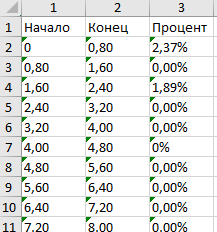 1 2 3
1 Начало Конец Процент
2 0 0,80 2,37%
3 0,80 1,60 0,00%
4 1,60 2,40 1,89%
5 2,40 3,20 0,00%
6 3,20 4,00 0,00%
7 4,00 4,80 0%
8 4,80 5,60 0,00%
9 5,60 6,40 0,00%
10 6,40 7,20 0,00%
11 7,20 8,00 0,00%